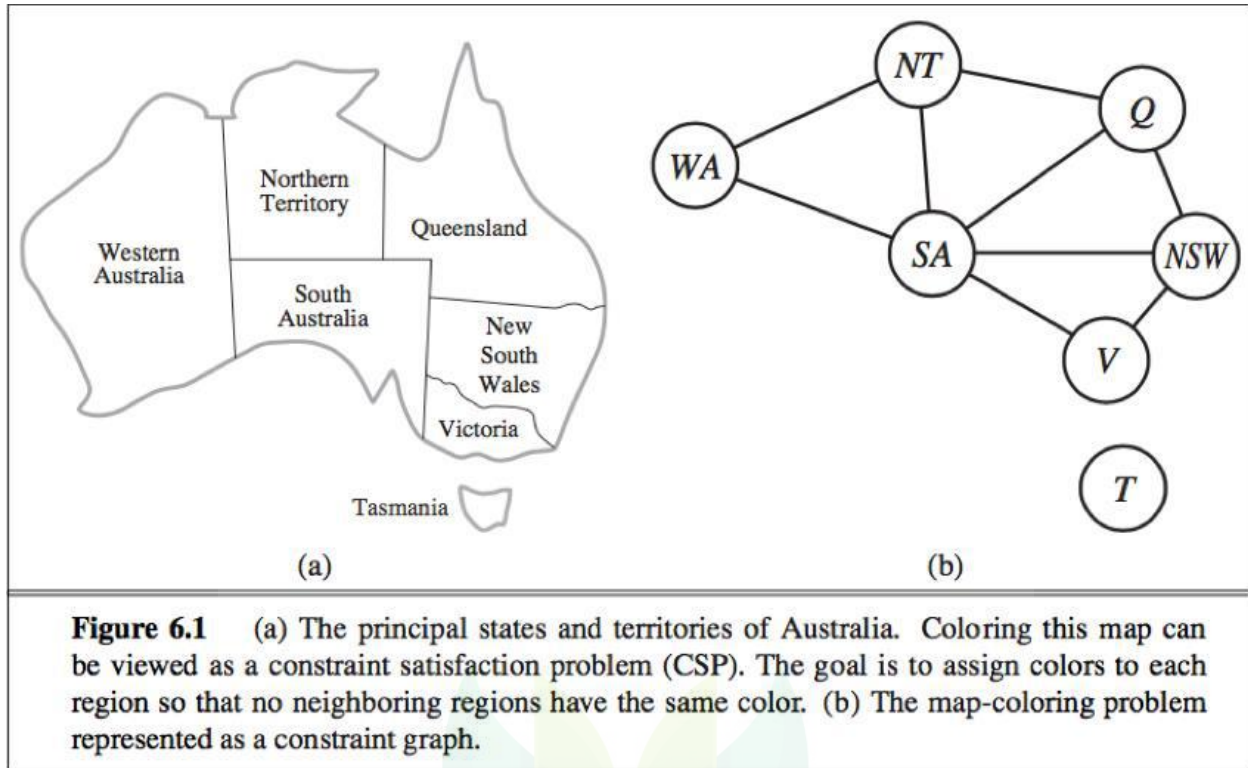 Northern
Territory
Western
Australia
South
Australia
Queensland
New
South
Wales
Victoria
Tasmania
(a)
NT
Q
WA
SA
NSW
V
T
(b)
Figure 6.1 (a) The principal states and territories of Australia. Coloring this map can
be viewed as a constraint satisfaction problem (CSP). The goal is to assign colors to each
region so that no neighboring regions have the same color. (b) The map-coloring problem
represented as a constraint graph.